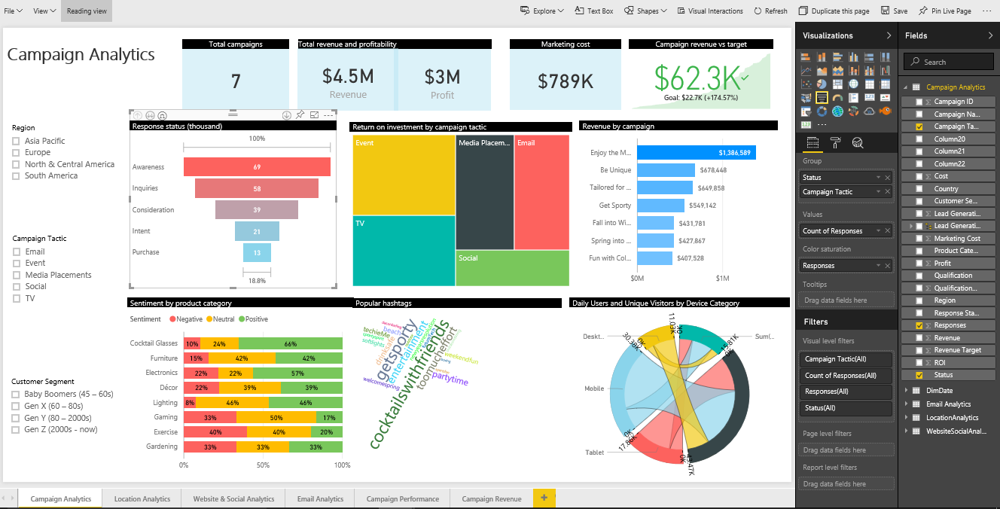 File View Reading view Explore Text Box Shapes Visual Interactions Refresh Duplicate this page Save Pin Live Page ...
Campaign Analytics
Total campaigns
7
Total revenue and profitability
$4.5M
Revenue
$3M
Profit
Marketing cost
$789K
Campaign revenue vs target
$62.3K
Goal: $22.7K (+174.57%)
Region
Asia Pacific
Europe
North & Central America
South America
Campaign Tactic
Email
Event
Media Placements
Social
TV
Customer Segment
Baby Boomers (45 – 60s)
Gen X (60 – 80s)
Gen Y (80 – 2000s)
Gen Z (2000s - now)
Response status (thousand)
100%
Awareness 69
Inquiries 58
Consideration 39
Intent 21
Purchase 13
18.8%
Return on investment by campaign tactic
Event
Media Placem...
Email
TV
Social
Revenue by campaign
Enjoy the M... $1,386,589
Be Unique $678,448
Tailored for ... $649,858
Get Sporty $549,142
Fall into Wi... $431,781
Spring into ... $427,867
Fun with Col... $407,528
$0M $1M
Sentiment by product category
Sentiment Negative Neutral Positive
Cocktail Glasses 10% 24% 66%
Furniture 15% 42% 42%
Electronics 22% 22% 57%
Décor 22% 39% 39%
Lighting 8% 46% 46%
Gaming 33% 50% 17%
Exercise 40% 40% 20%
Gardening 33% 33% 33%
0% 50% 100%
Popular hashtags
techieMe
beach
softlights
drinksafe
getsporty
entertainment
cocktailswithfriends
toomucheffort
weekendfun
partytime
welcomespring
Daily Users and Unique Visitors by Device Category
Deskt...
Mobile
Tablet
Sum(...
11.03K
0K
30.38K
0K
15.81K
0K
0K
17.86K
43.47K
0K
Visualizations
Group
Status
Campaign Tactic
Values
Count of Responses
Color saturation
Responses
Tooltips
Drag data fields here
Filters
Visual level filters
Campaign Tactic(All)
Count of Responses(All)
Responses(All)
Status(All)
Page level filters
Drag data fields here
Report level filters
Drag data fields here
Fields
Search
Campaign Analytics
Campaign ID
Campaign Na...
Campaign Ta...
Column20
Column21
Column22
Cost
Country
Customer Se...
Lead Generati...
Lead Generati...
Marketing Cost
Product Cate...
Profit
Qualification
Qualification...
Region
Response Sta...
Responses
Revenue
Revenue Target
ROI
Status
DimDate
Email Analytics
LocationAnalytics
WebsiteSocialAnal...
Campaign Analytics Location Analytics Website & Social Analytics Email Analytics Campaign Performance Campaign Revenue +